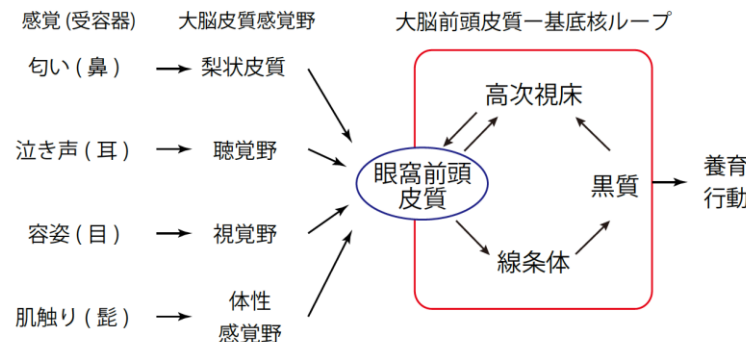 感覚 (受容器)
大脳皮質感覚野
大脳前頭皮質ー基底核ループ
匂い ( 鼻 )
梨状皮質
泣き声 ( 耳 )
聴覚野
容姿 ( 目 )
視覚野
肌触り ( 髭 )
体性
感覚野
眼窩前頭
皮質
高次視床
黒質
線条体
養育
行動